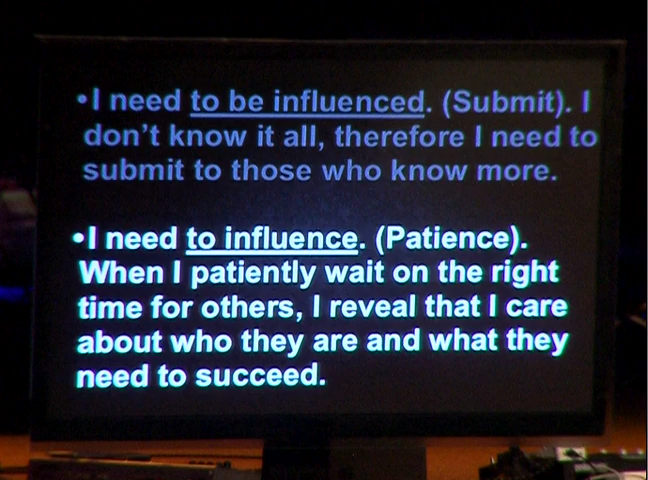 •I need to be influenced. (Submit). I
don't know it all, therefore I need to
submit to those who know more.
•I need to influence. (Patience).
When I patiently wait on the right
time for others, I reveal that I care
about who they are and what they
need to succeed.